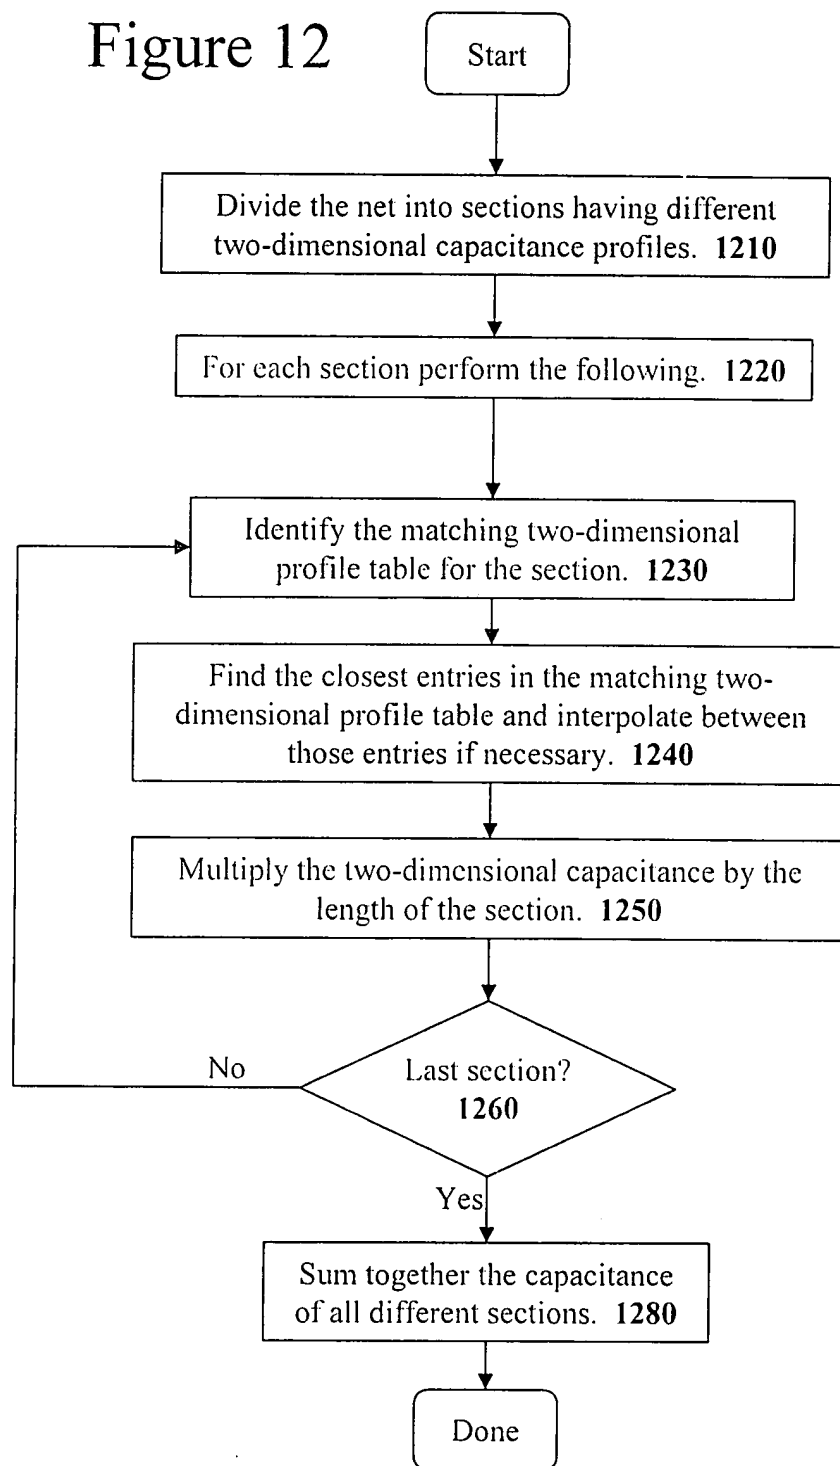 Figure 12
Start
Divide the net into sections having different
two-dimensional capacitance profiles. 1210
For each section perform the following. 1220
Identify the matching two-dimensional
profile table for the section. 1230
Find the closest entries in the matching two-
dimensional profile table and interpolate between
those entries if necessary. 1240
Multiply the two-dimensional capacitance by the
length of the section. 1250
No
Last section?
1260
Yes
Sum together the capacitance
of all different sections. 1280
Done